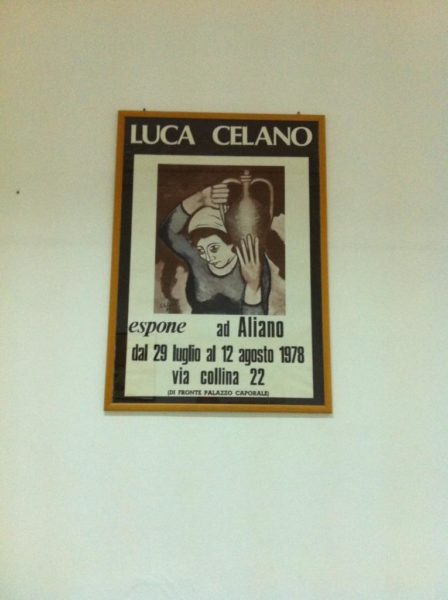 LUCA CELANO
espone ad Aliano
dal 29 luglio al 12 agosto 1978
via collina 22
(DI FRONTE PALAZZO CAPORALE)